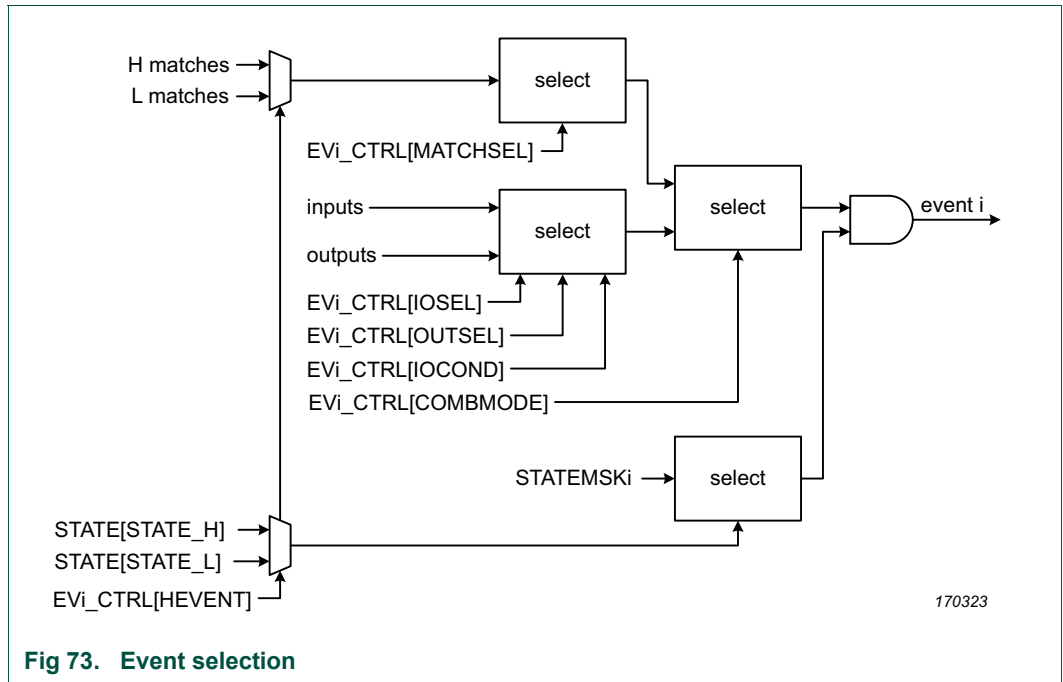 H matches
L matches
select
EVi_CTRL[MATCHSEL]
inputs
outputs
select
select
event i
EVi_CTRL[IOSEL]
EVi_CTRL[OUTSEL]
EVi_CTRL[IOCOND]
EVi_CTRL[COMBMODE]
STATEMSKi
select
STATE[STATE_H]
STATE[STATE_L]
EVi_CTRL[HEVENT]
170323
Fig 73. Event selection